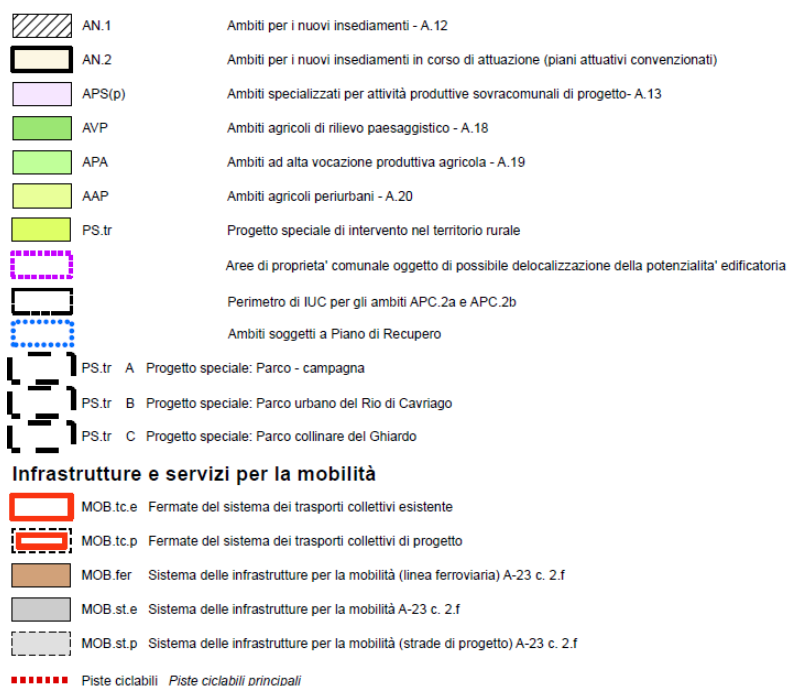 AN.1 Ambiti per i nuovi insediamenti - A.12
AN.2 Ambiti per i nuovi insediamenti in corso di attuazione (piani attuativi convenzionati)
APS(p) Ambiti specializzati per attività produttive sovracomunali di progetto- A.13
AVP Ambiti agricoli di rilievo paesaggistico - A.18
APA Ambiti ad alta vocazione produttiva agricola - A.19
AAP Ambiti agricoli periurbani - A.20
PS.tr Progetto speciale di intervento nel territorio rurale
Aree di proprieta' comunale oggetto di possibile delocalizzazione della potenzialita' edificatoria
Perimetro di IUC per gli ambiti APC.2a e APC.2b
Ambiti soggetti a Piano di Recupero
PS.tr A Progetto speciale: Parco - campagna
PS.tr B Progetto speciale: Parco urbano del Rio di Cavriago
PS.tr C Progetto speciale: Parco collinare del Ghiardo
Infrastrutture e servizi per la mobilità
MOB.tc.e Fermate del sistema dei trasporti collettivi esistente
MOB.tc.p Fermate del sistema dei trasporti collettivi di progetto
MOB.fer Sistema delle infrastrutture per la mobilità (linea ferroviaria) A-23 c. 2.f
MOB.st.e Sistema delle infrastrutture per la mobilità A-23 c. 2.f
MOB.st.p Sistema delle infrastrutture per la mobilità (strade di progetto) A-23 c. 2.f
Piste ciclabili Piste ciclabili principali